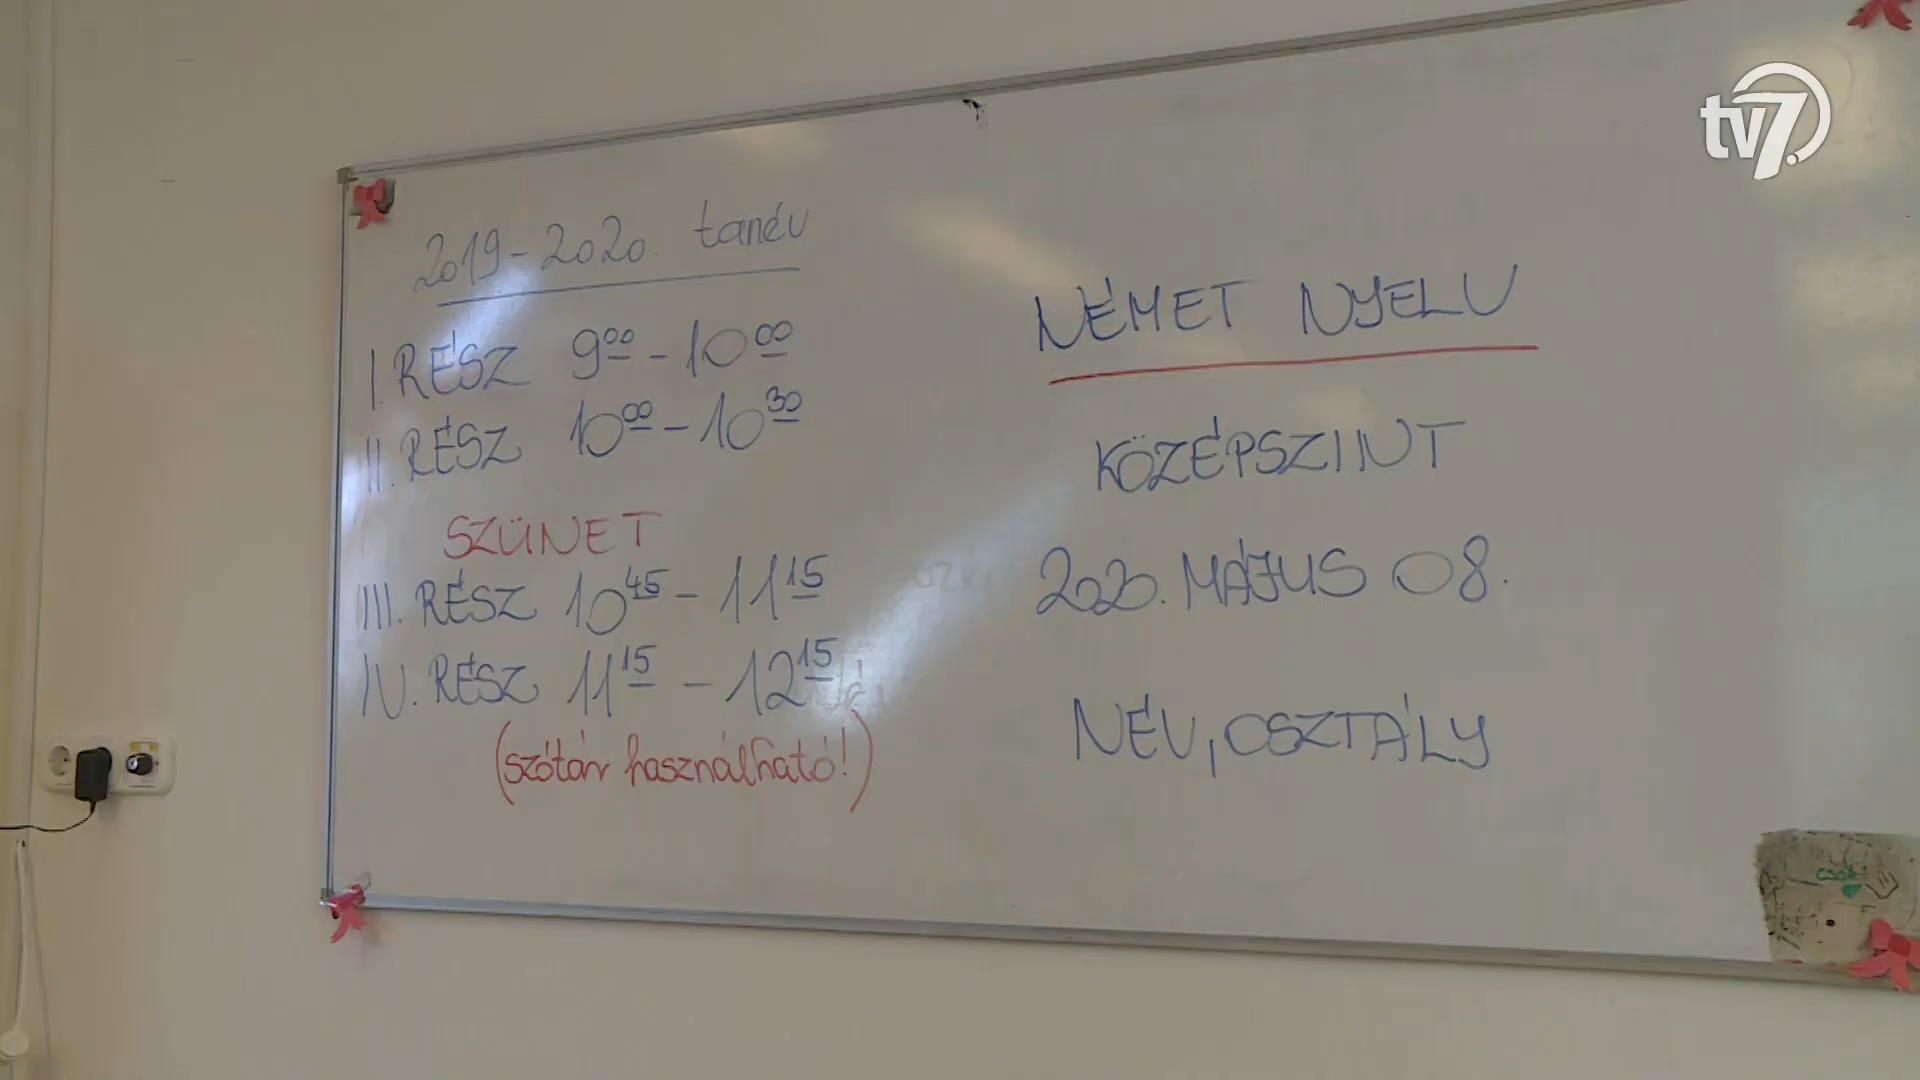 tv7
2019-2020. tanév
I. RÉSZ 9⁰⁰ - 10⁰⁰
II. RÉSZ 10⁰⁰ - 10³⁰
SZÜNET
III. RÉSZ 10⁴⁵ - 11¹⁵
IV. RÉSZ 11¹⁵ - 12¹⁵
(szótár használható!)
NÉMET NYELV
KÖZÉPSZINT
2020. MÁJUS 08.
NÉV, OSZTÁLY